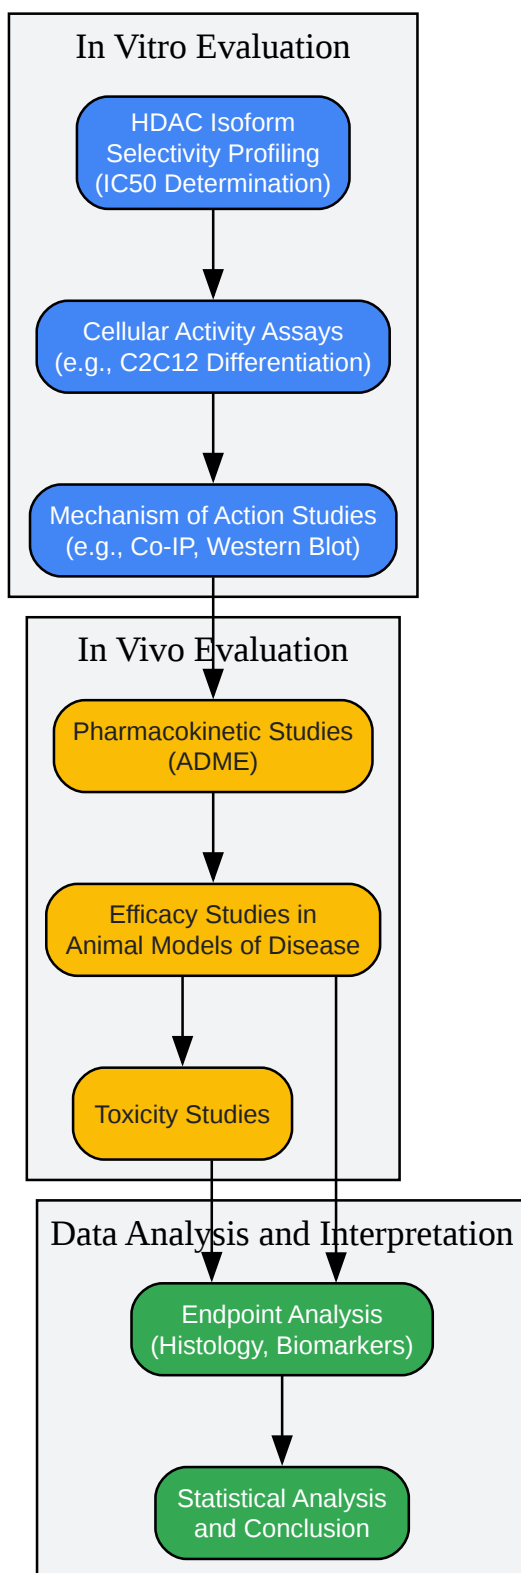 In Vitro Evaluation
HDAC Isoform
Selectivity Profiling
(IC50 Determination)
Cellular Activity Assays
(e.g., C2C12 Differentiation)
Mechanism of Action Studies
(e.g., Co-IP, Western Blot)
In Vivo Evaluation
Pharmacokinetic Studies
(ADME)
Efficacy Studies in
Animal Models of Disease
Toxicity Studies
Data Analysis and Interpretation
Endpoint Analysis
(Histology, Biomarkers)
Statistical Analysis
and Conclusion